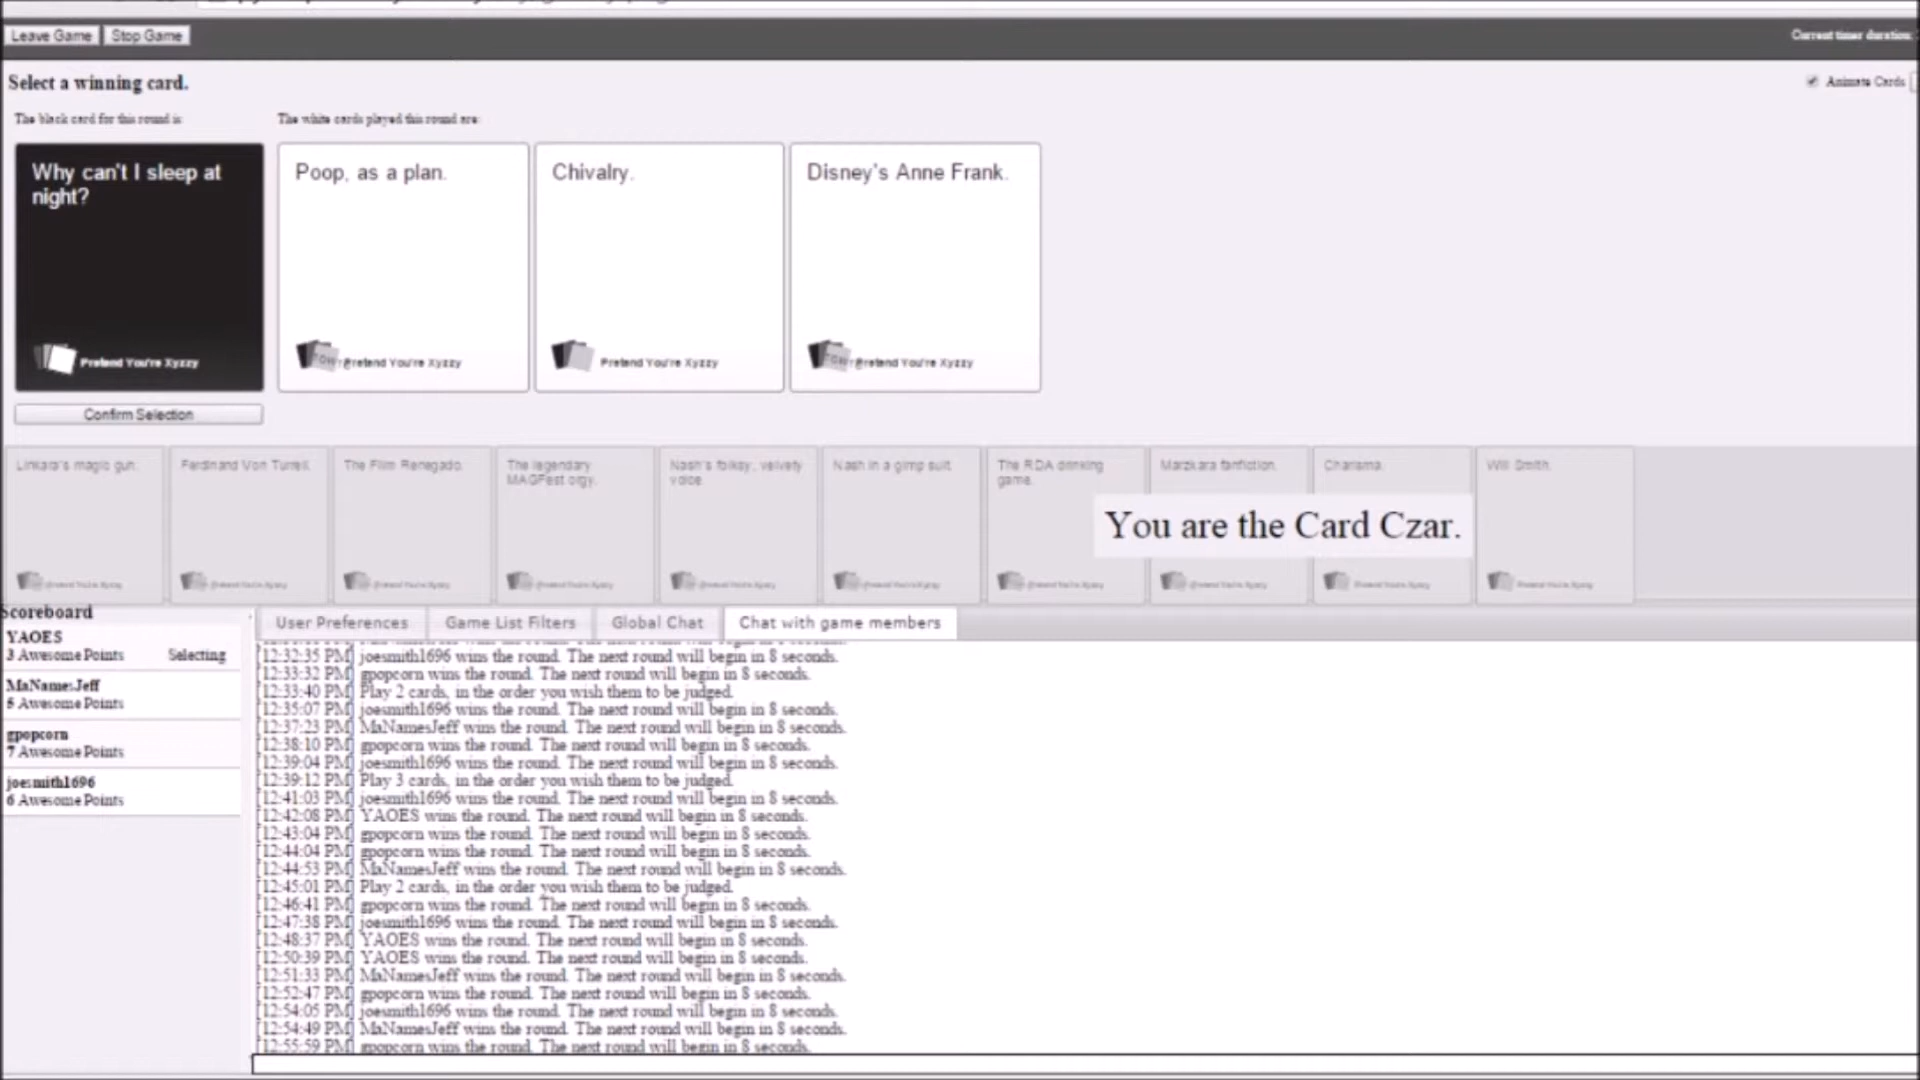 Leave Game
Stop Game
Current timer duration:
Select a winning card.
Animate Cards
The black card for this round is:
The white cards played this round are:
Why can't I sleep at
night?
Pretend You're Xyzzy
Poop, as a plan.
Pretend You're Xyzzy
Chivalry.
Pretend You're Xyzzy
Disney's Anne Frank.
Pretend You're Xyzzy
Confirm Selection
Linkara's magic gun.
Ferdinand Von Turrell.
The Film Renegado.
The legendary
MAGFest orgy.
Nash's folksy, velvety
voice
Nash in a gimp suit.
The RDA drinking
game.
Marzkara fanfiction.
Charisma.
Will Smith.
You are the Card Czar.
Scoreboard
YAOES
3 Awesome Points
Selecting
MaNamesJeff
5 Awesome Points
gpopcorn
7 Awesome Points
joesmith1696
6 Awesome Points
User Preferences
Game List Filters
Global Chat
Chat with game members
[12:32:35 PM] joesmith1696 wins the round. The next round will begin in 8 seconds.
[12:33:32 PM] gpopcorn wins the round. The next round will begin in 8 seconds.
[12:33:40 PM] Play 2 cards, in the order you wish them to be judged.
[12:35:07 PM] joesmith1696 wins the round. The next round will begin in 8 seconds.
[12:37:23 PM] MaNamesJeff wins the round. The next round will begin in 8 seconds.
[12:38:10 PM] gpopcorn wins the round. The next round will begin in 8 seconds.
[12:39:04 PM] joesmith1696 wins the round. The next round will begin in 8 seconds.
[12:39:12 PM] Play 3 cards, in the order you wish them to be judged.
[12:41:03 PM] joesmith1696 wins the round. The next round will begin in 8 seconds.
[12:42:08 PM] YAOES wins the round. The next round will begin in 8 seconds.
[12:43:04 PM] gpopcorn wins the round. The next round will begin in 8 seconds.
[12:44:04 PM] gpopcorn wins the round. The next round will begin in 8 seconds.
[12:44:53 PM] MaNamesJeff wins the round. The next round will begin in 8 seconds.
[12:45:01 PM] Play 2 cards, in the order you wish them to be judged.
[12:46:41 PM] gpopcorn wins the round. The next round will begin in 8 seconds.
[12:47:38 PM] joesmith1696 wins the round. The next round will begin in 8 seconds.
[12:48:37 PM] YAOES wins the round. The next round will begin in 8 seconds.
[12:50:39 PM] YAOES wins the round. The next round will begin in 8 seconds.
[12:51:33 PM] MaNamesJeff wins the round. The next round will begin in 8 seconds.
[12:52:47 PM] gpopcorn wins the round. The next round will begin in 8 seconds.
[12:54:05 PM] joesmith1696 wins the round. The next round will begin in 8 seconds.
[12:54:49 PM] MaNamesJeff wins the round. The next round will begin in 8 seconds.
[12:55:59 PM] gpopcorn wins the round. The next round will begin in 8 seconds.